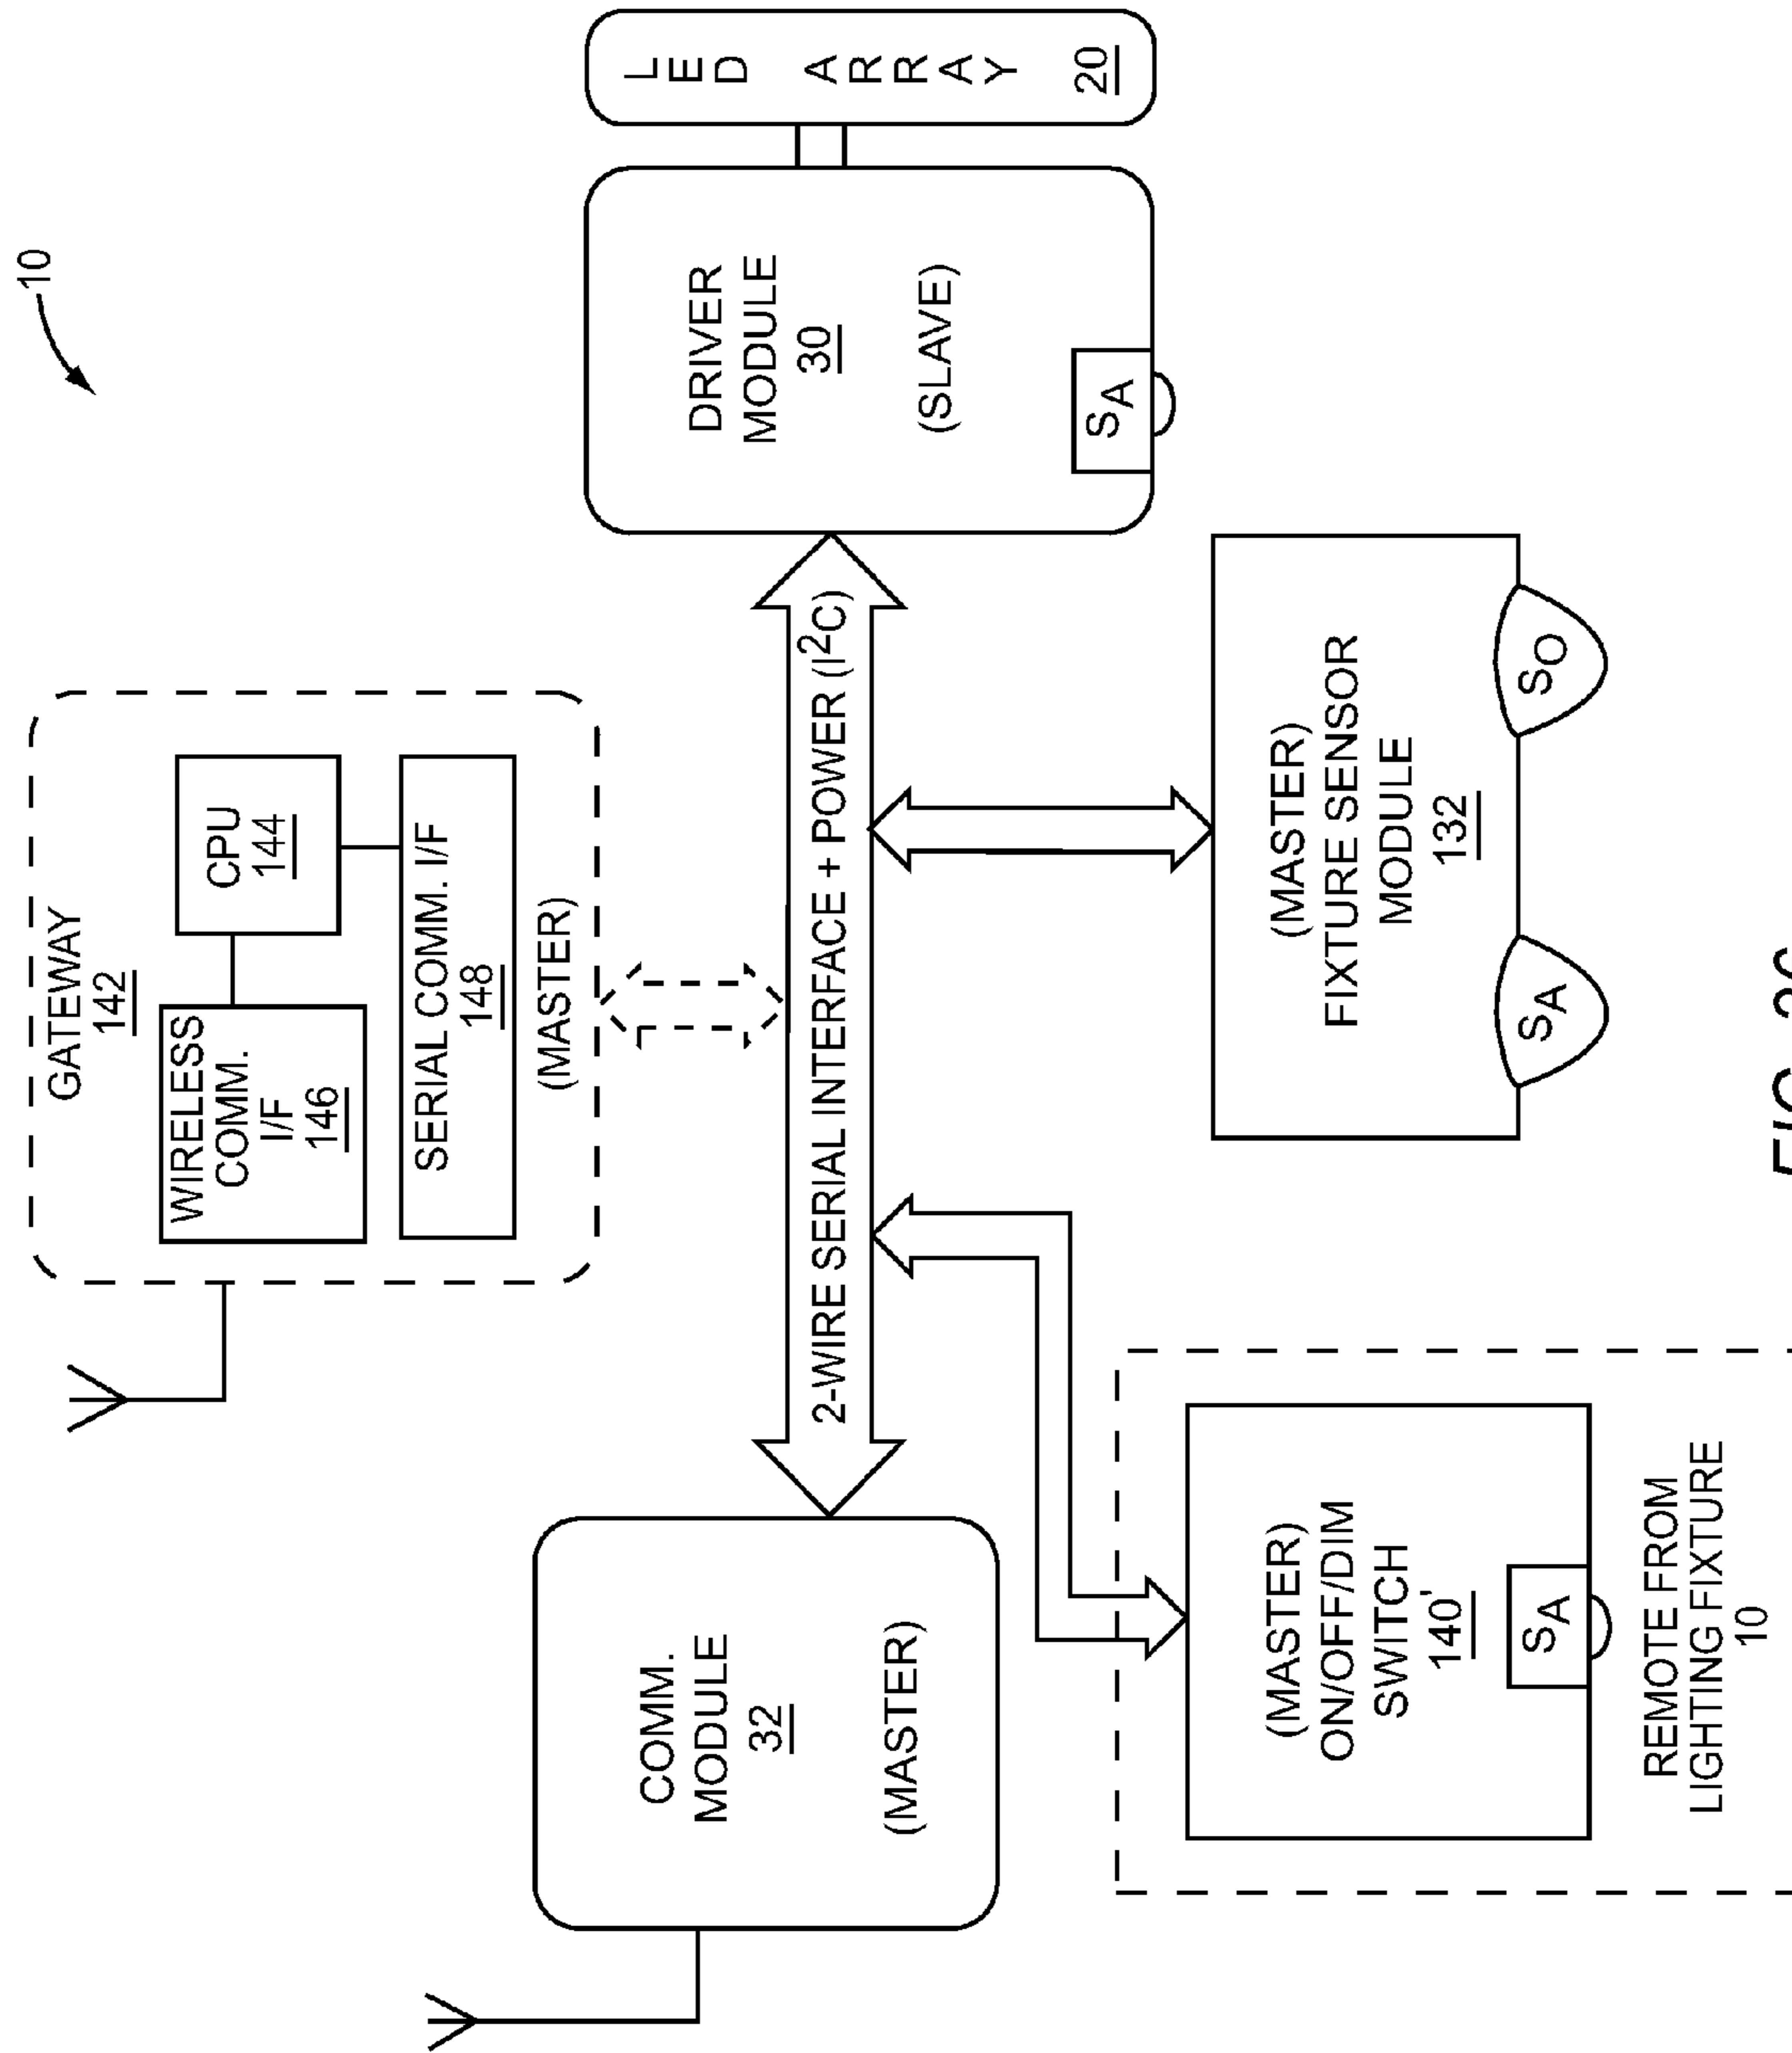 10
GATEWAY
142
WIRELESS
COMM.
I/F
146
CPU
144
SERIAL COMM. I/F
148
(MASTER)
COMM.
MODULE
32
(MASTER)
2-WIRE SERIAL INTERFACE + POWER (I²C)
DRIVER
MODULE
30
(SLAVE)
SA
LED ARRAY
20
(MASTER)
ON/OFF/DIM
SWITCH
140'
SA
REMOTE FROM
LIGHTING FIXTURE
10
(MASTER)
FIXTURE SENSOR
MODULE
132
SA
SO